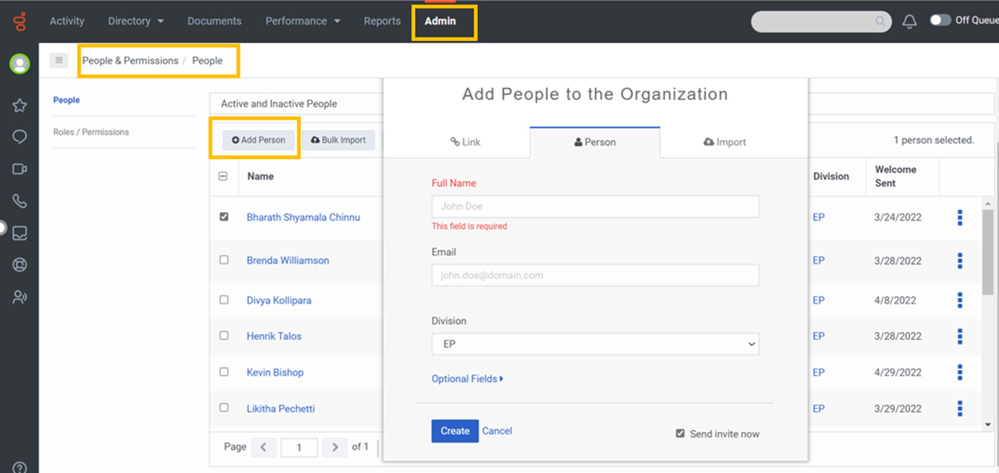 Activity Directory Documents Performance Reports Admin Off Queue
People & Permissions / People
People
Roles / Permissions
Active and Inactive People
Add Person Bulk Import
1 person selected.
Name Division Welcome Sent
Bharath Shyamala Chinnu EP 3/24/2022
Brenda Williamson EP 3/28/2022
Divya Kollipara EP 4/8/2022
Henrik Talos EP 3/28/2022
Kevin Bishop EP 4/29/2022
Likitha Pechetti EP 3/29/2022
Page 1 of 1
Add People to the Organization
Link Person Import
Full Name
John Doe
This field is required
Email
john.doe@domain.com
Division
EP
Optional Fields
Create Cancel Send invite now